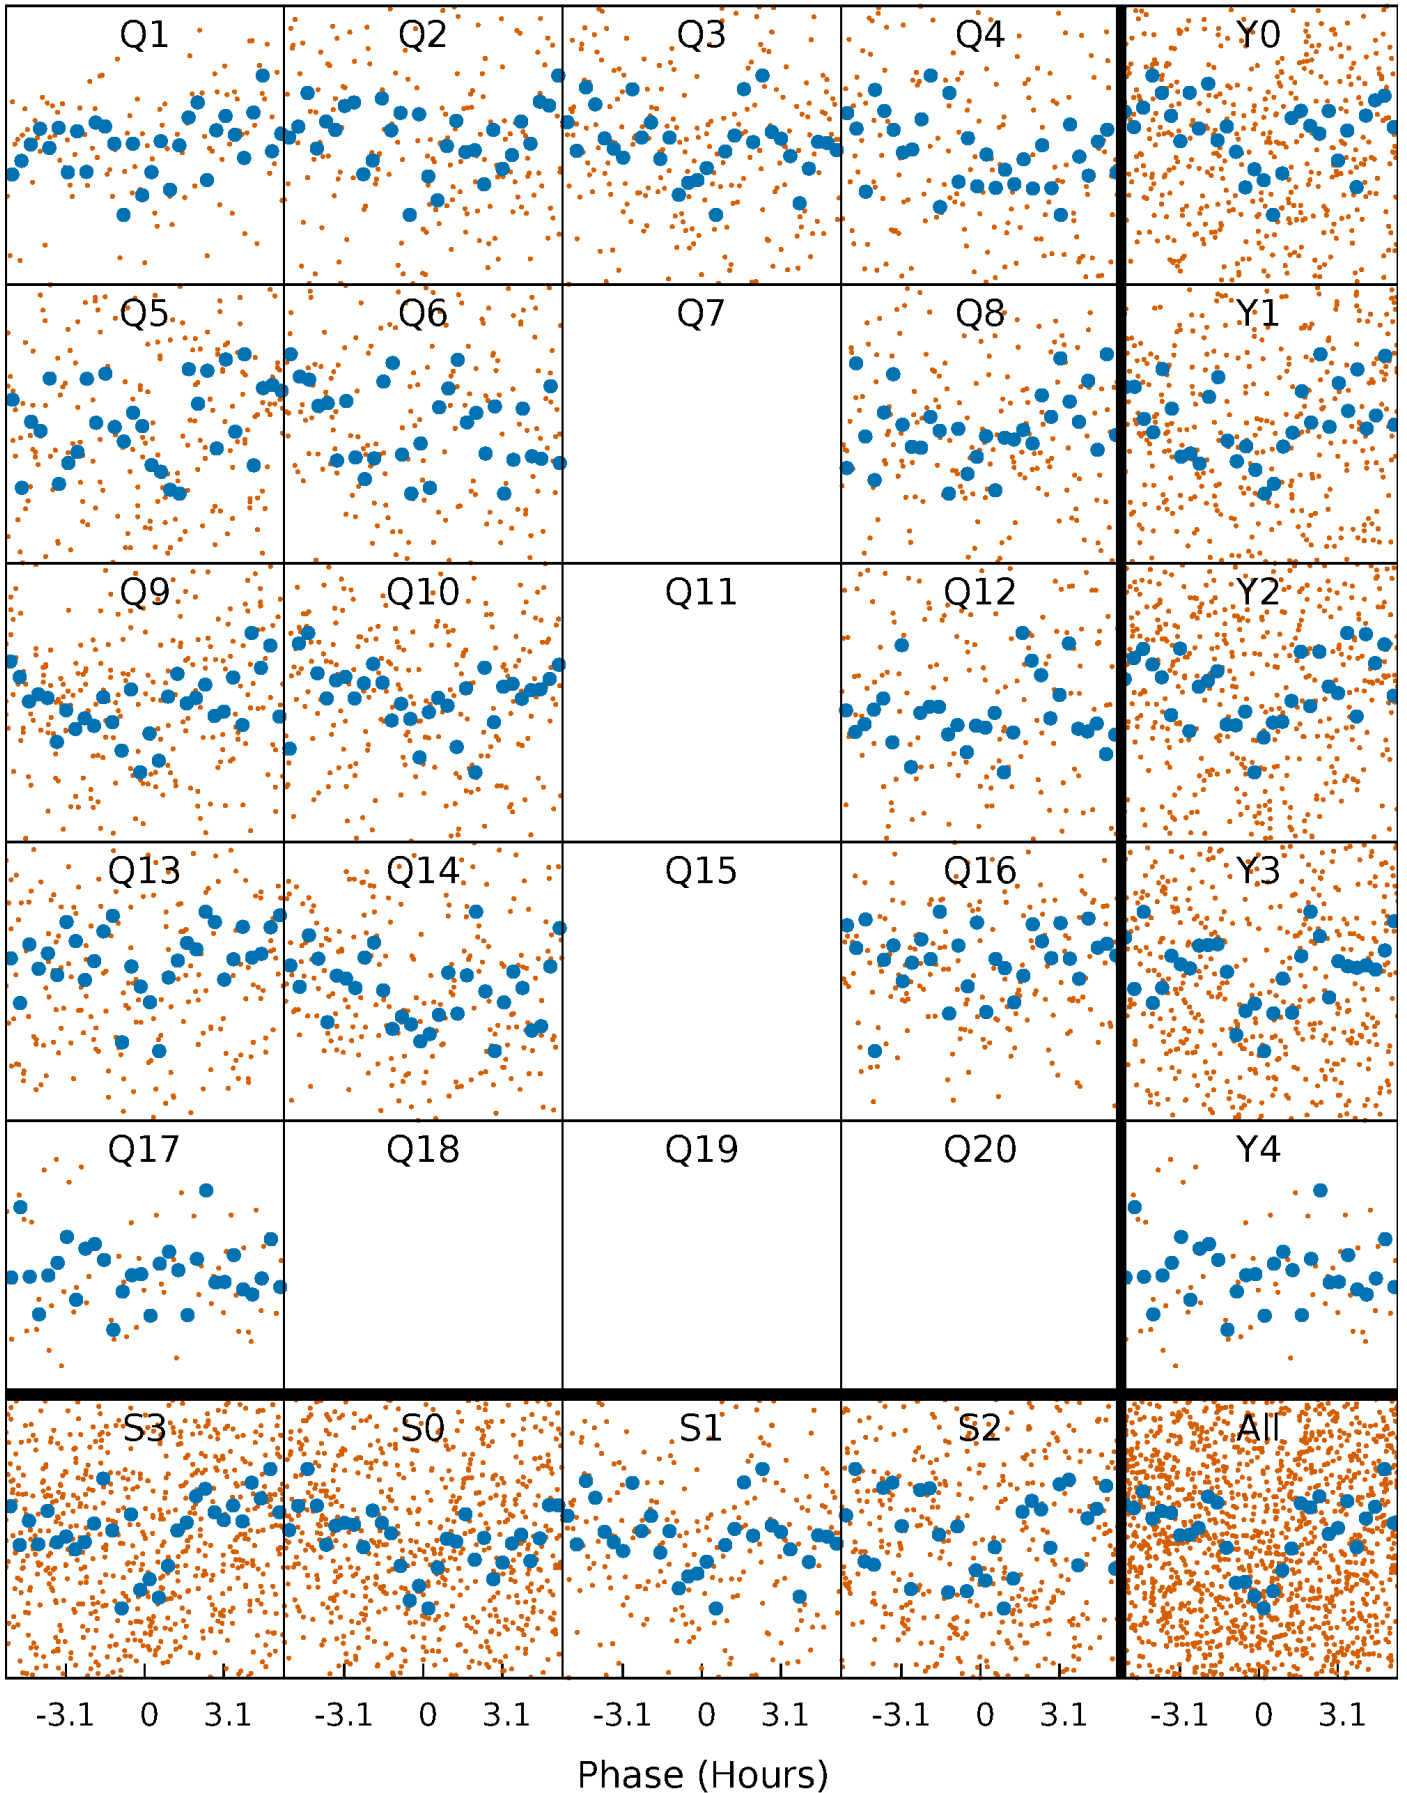 Q1 Q2 Q3 Q4 Y0
Q5 Q6 Q7 Q8 Y1
Q9 Q10 Q11 Q12 Y2
Q13 Q14 Q15 Q16 Y3
Q17 Q18 Q19 Q20 Y4
S3 S0 S1 S2 All
-3.1 0 3.1 -3.1 0 3.1 -3.1 0 3.1 -3.1 0 3.1 -3.1 0 3.1
Phase (Hours)